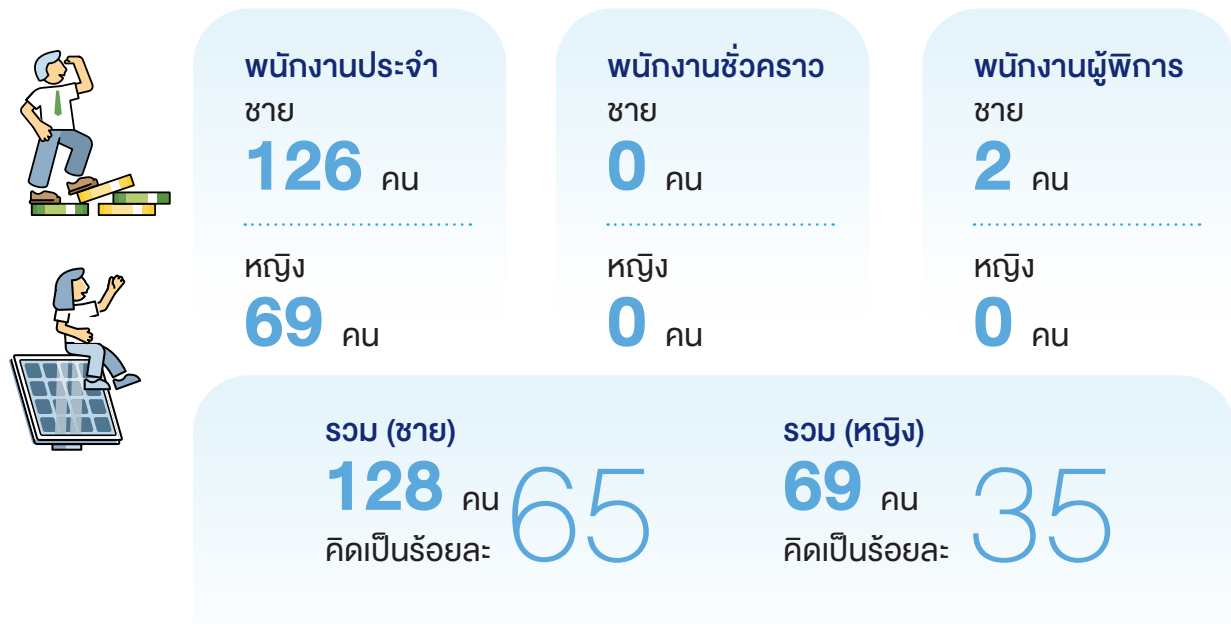 พนักงานประจำ
ชาย
126 คน
หญิง
69 คน
พนักงานชั่วคราว
ชาย
0 คน
หญิง
0 คน
พนักงานผู้พิการ
ชาย
2 คน
หญิง
0 คน
รวม (ชาย)
128 คน
คิดเป็นร้อยละ 65
รวม (หญิง)
69 คน
คิดเป็นร้อยละ 35